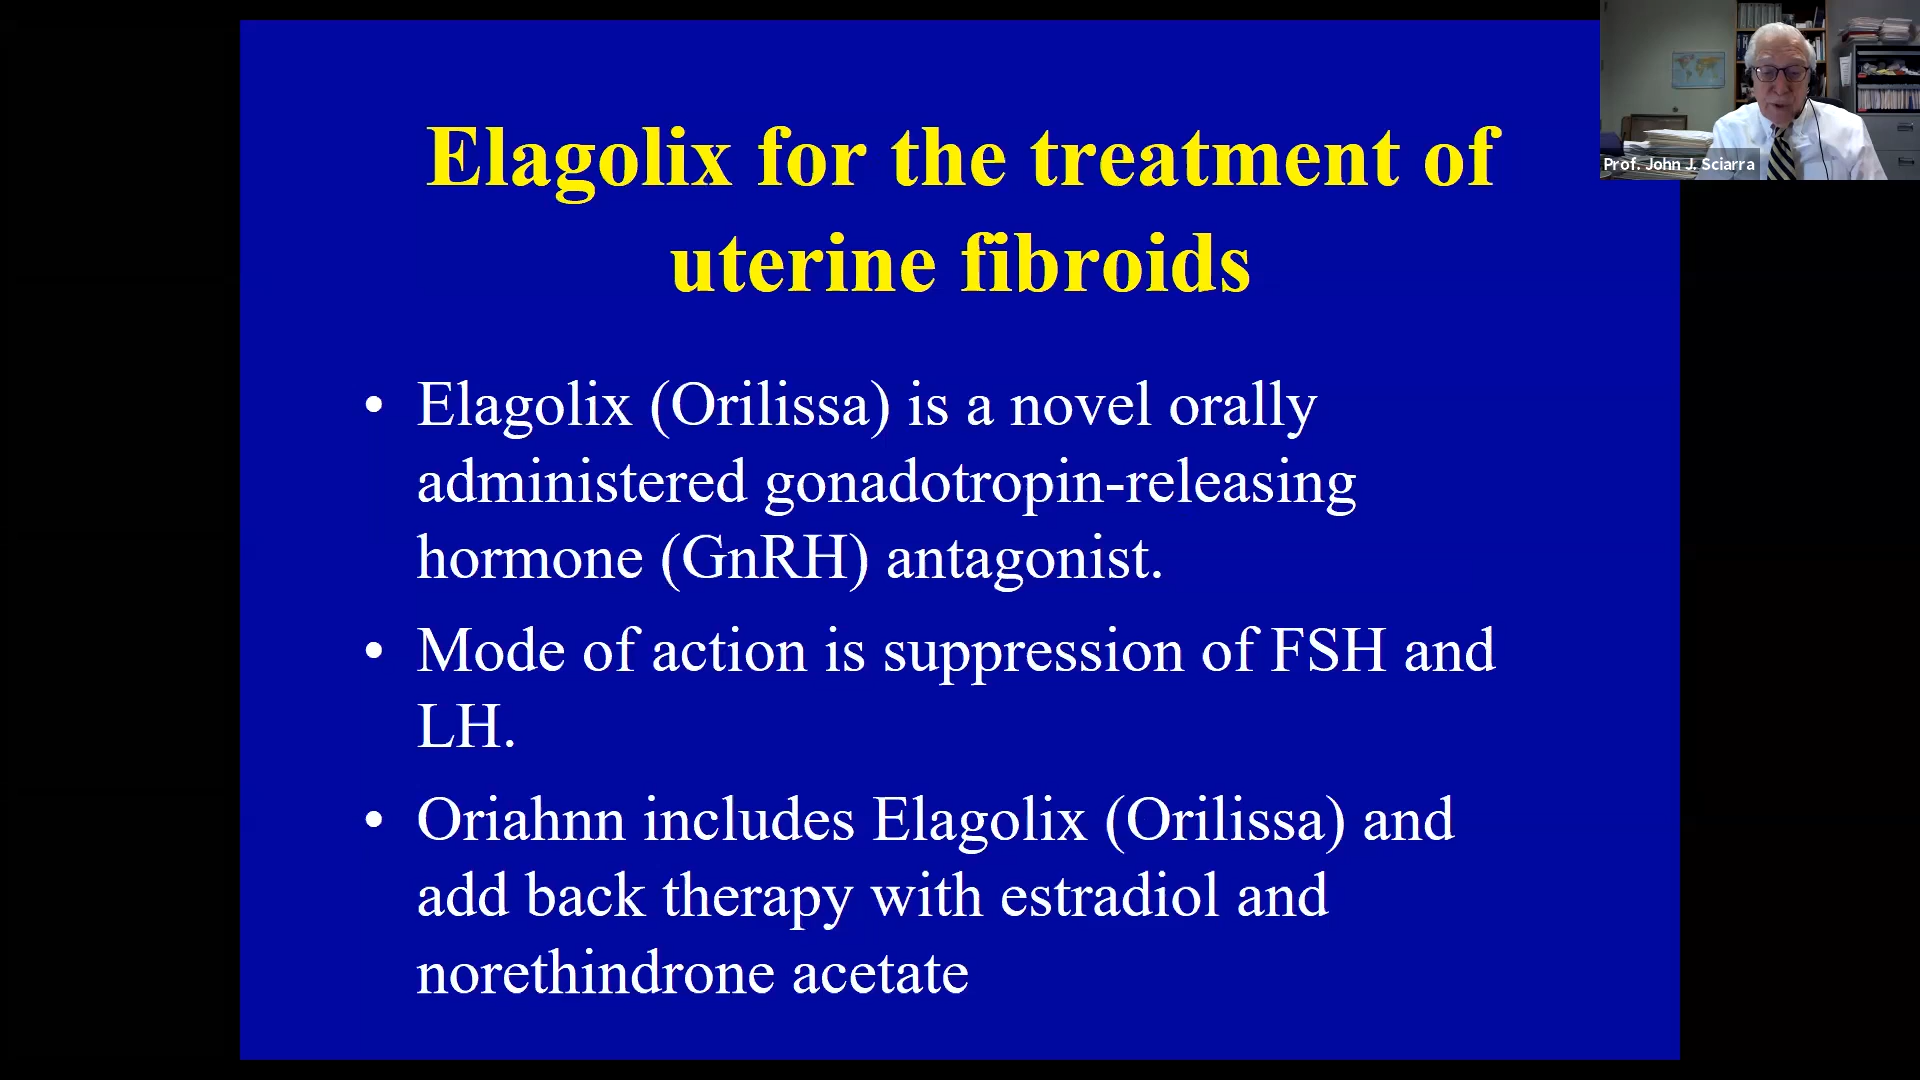 Elagolix for the treatment of
uterine fibroids
• Elagolix (Orilissa) is a novel orally
administered gonadotropin-releasing
hormone (GnRH) antagonist.
• Mode of action is suppression of FSH and
LH.
• Oriahnn includes Elagolix (Orilissa) and
add back therapy with estradiol and
norethindrone acetate
Prof. John J. Sciarra